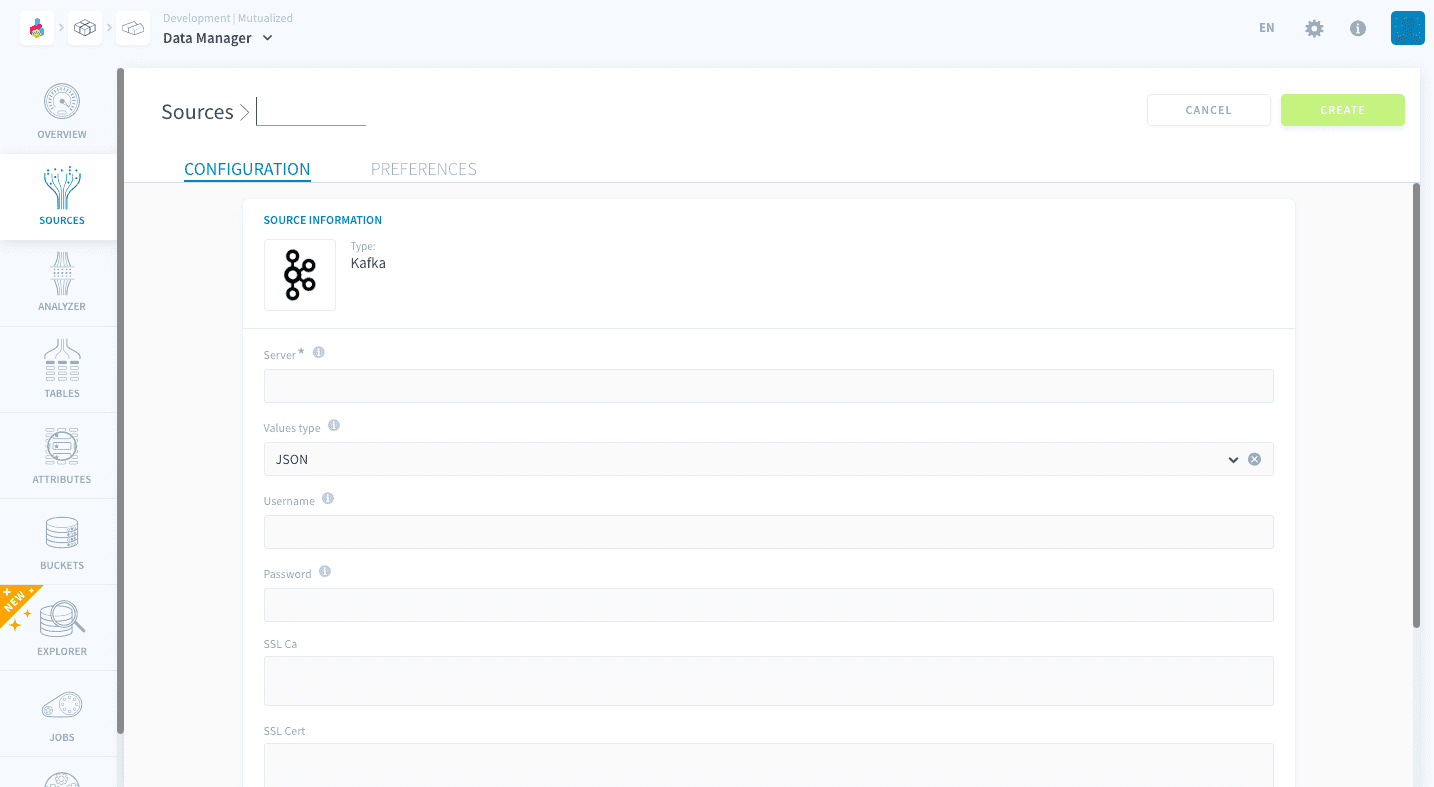 Development | Mutualized
Data Manager
EN
OVERVIEW
SOURCES
ANALYZER
TABLES
ATTRIBUTES
BUCKETS
NEW
EXPLORER
JOBS
Sources
CANCEL
CREATE
CONFIGURATION
PREFERENCES
SOURCE INFORMATION
Type:
Kafka
Server*
Values type
JSON
Username
Password
SSL Ca
SSL Cert